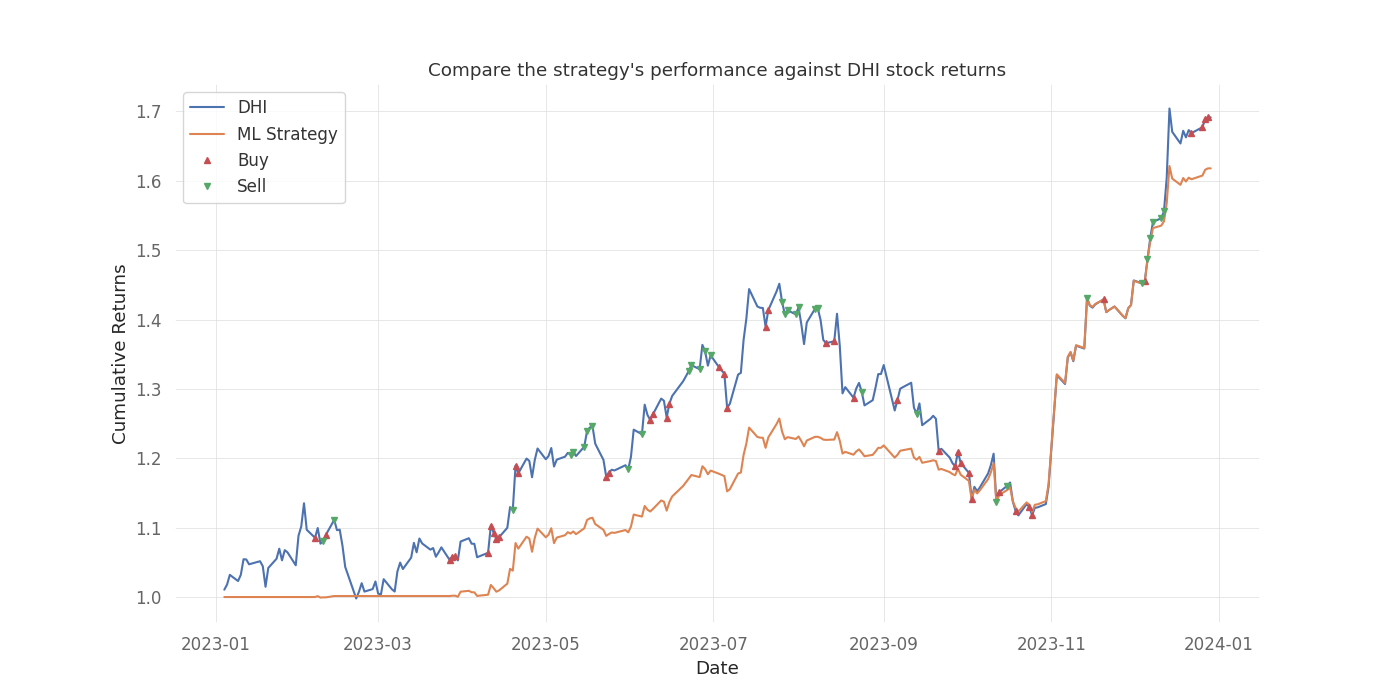 Compare the strategy's performance against DHI stock returns
DHI
ML Strategy
Buy
Sell
Cumulative Returns
1.7
1.6
1.5
1.4
1.3
1.2
1.1
1.0
2023-01
2023-03
2023-05
2023-07
2023-09
2023-11
2024-01
Date